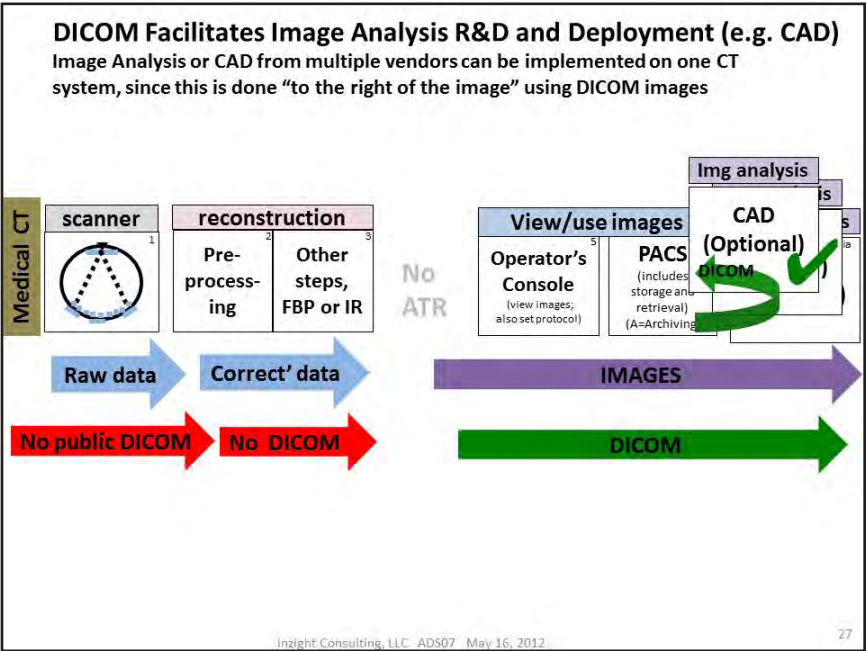 DICOM Facilitates Image Analysis R&D and Deployment (e.g. CAD)
Image Analysis or CAD from multiple vendors can be implemented on one CT
system, since this is done “to the right of the image” using DICOM images
Medical CT
scanner
1
reconstruction
2
Pre-
process-
ing
3
Other
steps,
FBP or IR
No
ATR
View/use images
5
Operator’s
Console
(view images;
also set protocol)
PACS
(includes
storage and
retrieval)
(A=Archiving)
Img analysis
CAD
(Optional)
DICOM
is
s
ia
)
Raw data
Correct’ data
IMAGES
No public DICOM
No DICOM
DICOM
Inzight Consulting, LLC ADS07 May 16, 2012
27